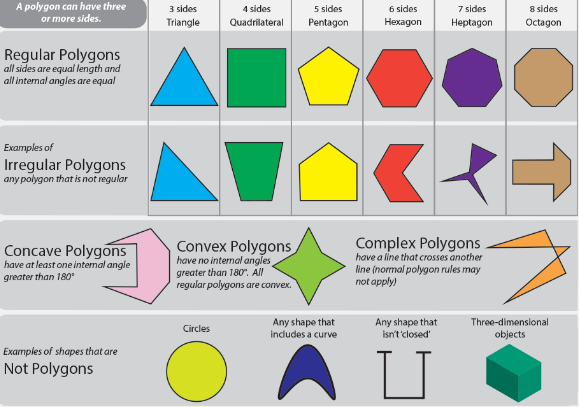 A polygon can have three
or more sides.
3 sides
Triangle
4 sides
Quadrilateral
5 sides
Pentagon
6 sides
Hexagon
7 sides
Heptagon
8 sides
Octagon
Regular Polygons
all sides are equal length and
all internal angles are equal
Examples of
Irregular Polygons
any polygon that is not regular
Concave Polygons
have at least one internal angle
greater than 180°
Convex Polygons
have no internal angles
greater than 180°. All
regular polygons are convex.
Complex Polygons
have a line that crosses another
line (normal polygon rules may
not apply)
Examples of shapes that are
Not Polygons
Circles
Any shape that
includes a curve
Any shape that
isn't 'closed'
Three-dimensional
objects